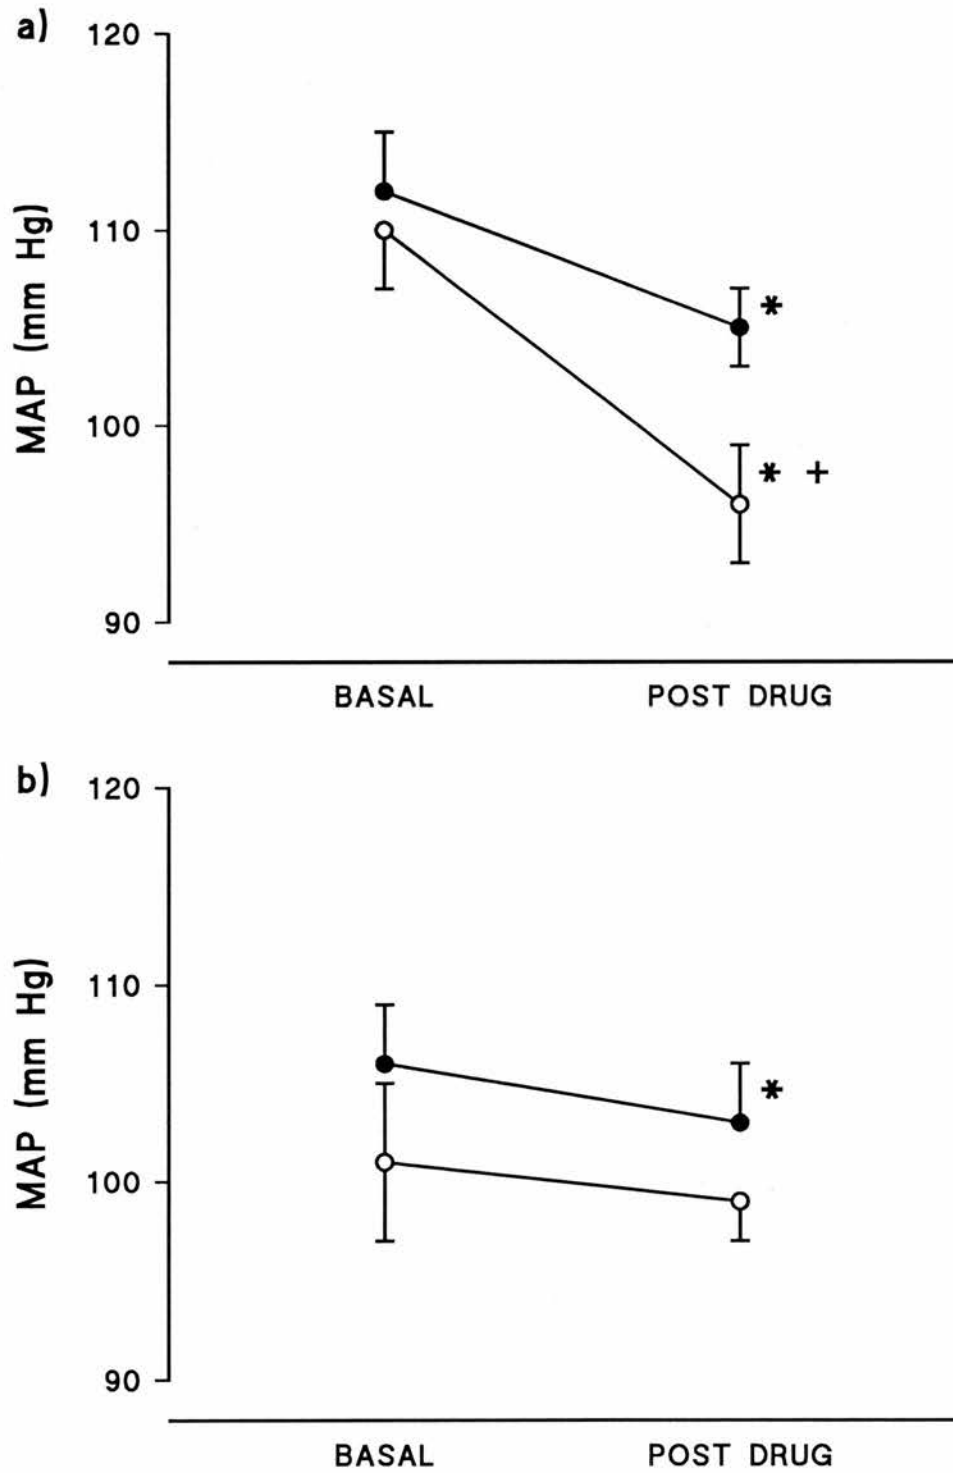 a)
120
110
100
90
MAP (mm Hg)
* 
* +
BASAL POST DRUG
b)
120
110
100
90
MAP (mm Hg)
*
BASAL POST DRUG